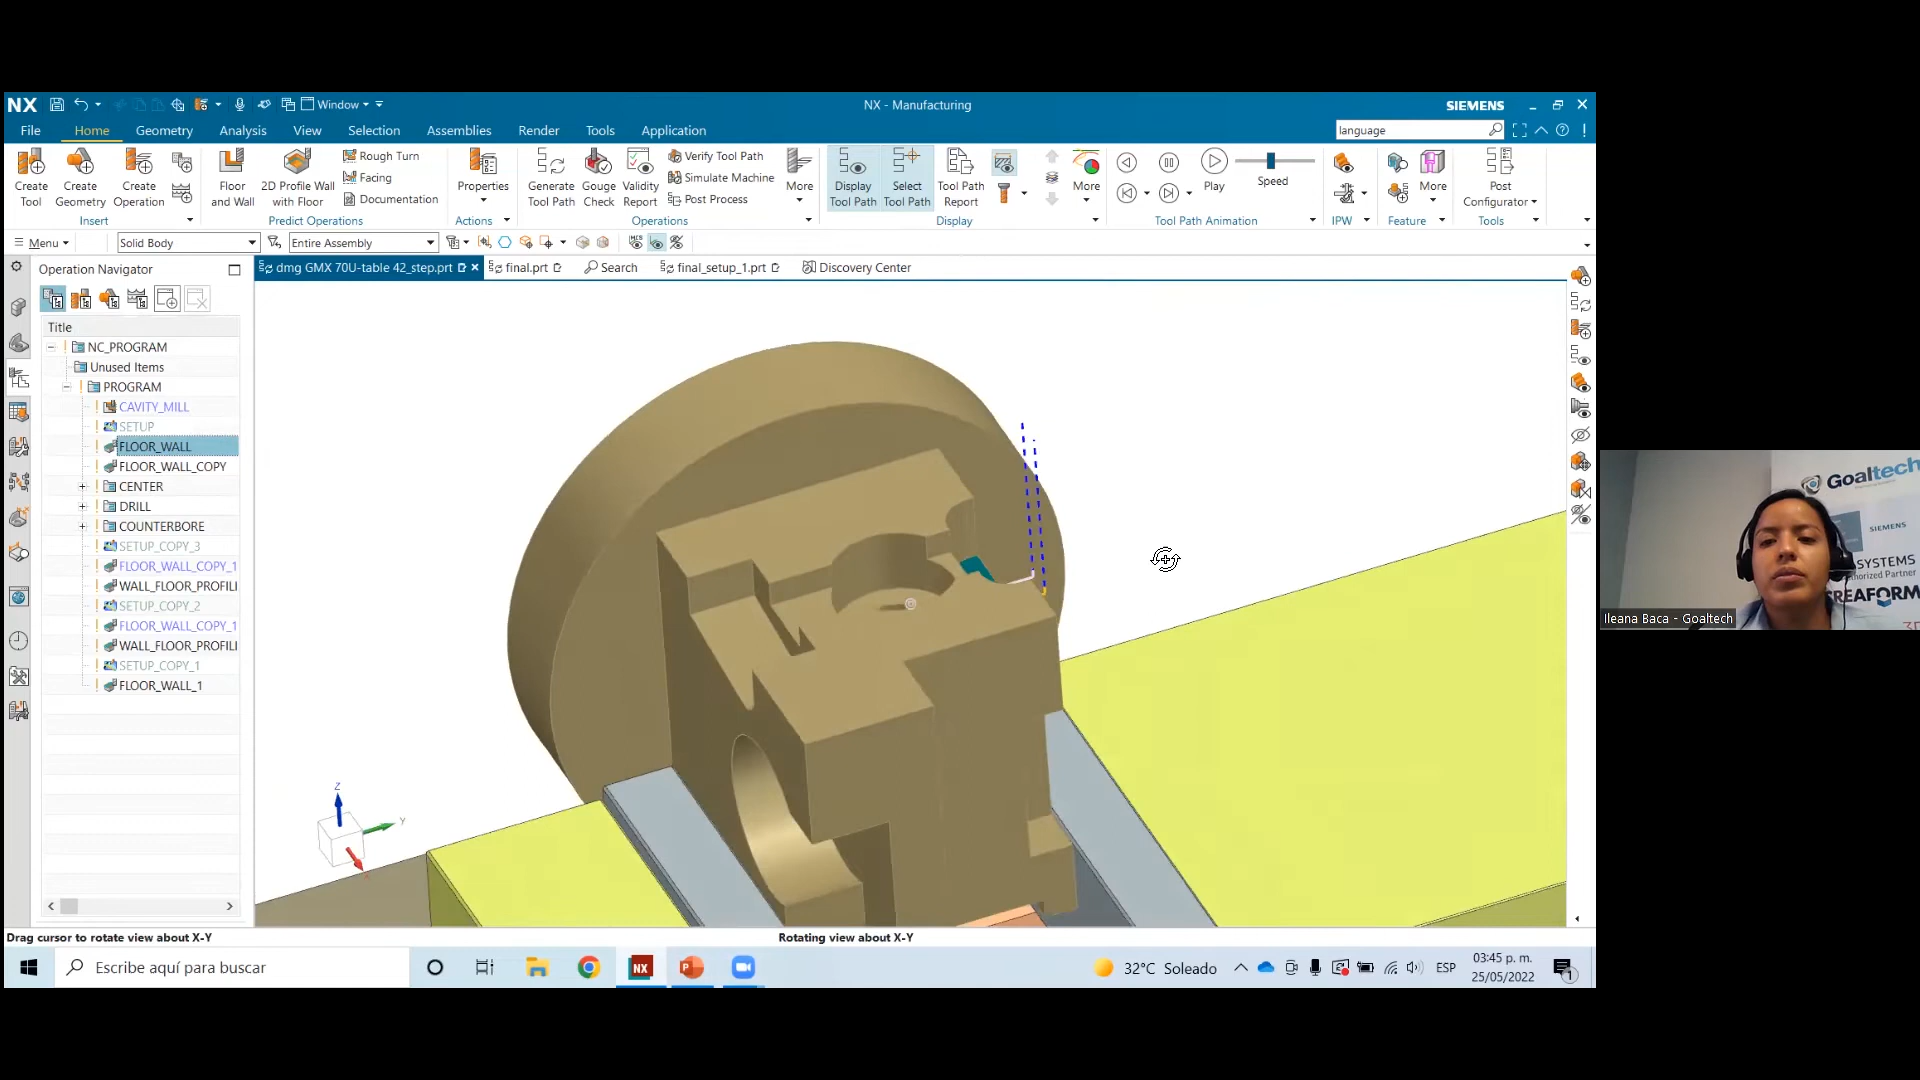 NX
Window
NX - Manufacturing
SIEMENS
File Home Geometry Analysis View Selection Assemblies Render Tools Application
language
Create Tool
Create Geometry
Create Operation
Insert
Floor and Wall
2D Profile Wall with Floor
Rough Turn
Facing
Documentation
Predict Operations
Properties
Actions
Generate Tool Path
Gouge Check
Validity Report
Verify Tool Path
Simulate Machine
Post Process
More
Operations
Display Tool Path
Select Tool Path
Tool Path Report
More
Display
Play
Speed
Tool Path Animation
IPW
More
Feature
Post Configurator
Tools
Menu
Solid Body
Entire Assembly
Operation Navigator
dmg GMX 70U-table 42_step.prt
final.prt
Search
final_setup_1.prt
Discovery Center
Title
NC_PROGRAM
Unused Items
PROGRAM
CAVITY_MILL
SETUP
FLOOR_WALL
FLOOR_WALL_COPY
CENTER
DRILL
COUNTERBORE
SETUP_COPY_3
FLOOR_WALL_COPY_1
WALL_FLOOR_PROFILI
SETUP_COPY_2
FLOOR_WALL_COPY_1
WALL_FLOOR_PROFILI
SETUP_COPY_1
FLOOR_WALL_1
Z
Y
Goaltech
SIEMENS
SYSTEMS
REAFORM
Ileana Baca - Goaltech
3D
Drag cursor to rotate view about X-Y
Rotating view about X-Y
Escribe aquí para buscar
NX
P
32°C Soleado
ESP
03:45 p. m.
25/05/2022
1